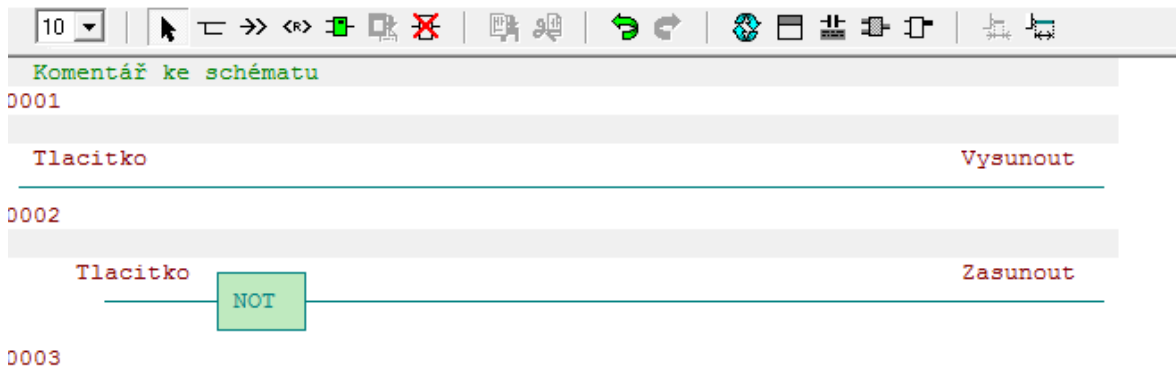 10
<R>
Komentář ke schématu
0001
Tlacitko Vysunout
0002
Tlacitko Zasunout
NOT
0003